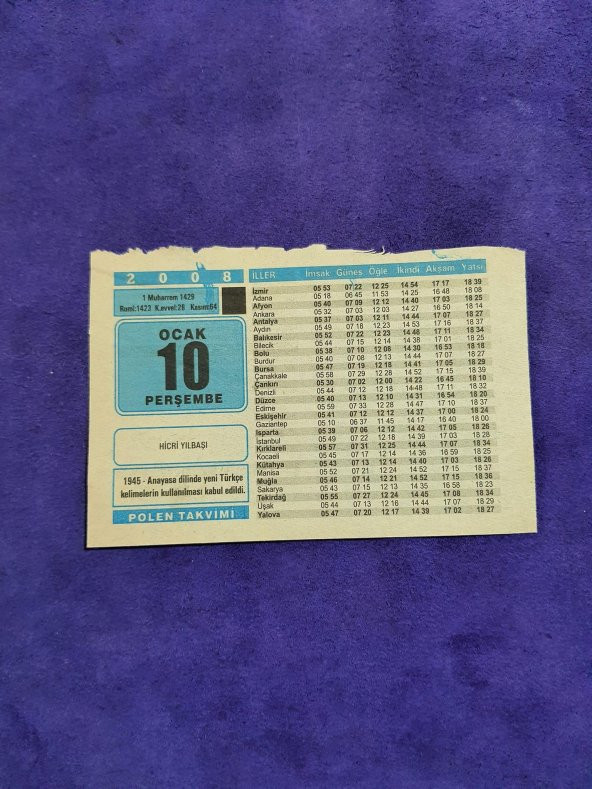 2 0 0 8
1 Muharrem 1429
Rumi:1423 K.evvel:28 Kasım:64
OCAK
10
PERŞEMBE
HİCRİ YILBAŞI
1945 - Anayasa dilinde yeni Türkçe
kelimelerin kullanılması kabul edildi.
POLEN TAKVİMİ
İLLER İmsak Güneş Öğle İkindi Akşam Yatsı
İzmir 05 53 07 22 12 25 14 54 17 17 18 39
Adana 05 18 06 45 11 53 14 25 16 48 18 08
Afyon 05 40 07 09 12 12 14 40 17 03 18 25
Ankara 05 32 07 03 12 03 14 27 16 50 18 14
Antalya 05 37 07 03 12 11 14 44 17 07 18 27
Aydın 05 49 07 18 12 23 14 53 17 16 18 37
Balıkesir 05 52 07 22 12 23 14 48 17 11 18 34
Bilecik 05 44 07 15 12 14 14 38 17 01 18 25
Bolu 05 38 07 10 12 08 14 30 16 53 18 18
Burdur 05 40 07 08 12 13 14 44 17 07 18 27
Bursa 05 47 07 19 12 18 14 41 17 05 18 29
Çanakkale 05 58 07 29 12 28 14 52 17 15 18 39
Çankırı 05 30 07 02 12 00 14 22 16 45 18 10
Denizli 05 44 07 12 12 18 14 48 17 11 18 32
Düzce 05 40 07 13 12 10 14 31 16 54 18 20
Edirne 05 59 07 33 12 28 14 47 17 10 18 37
Eskişehir 05 41 07 12 12 12 14 37 17 00 18 24
Gaziantep 05 10 06 37 11 45 14 17 16 40 18 00
Isparta 05 39 07 06 12 12 14 42 17 05 18 26
İstanbul 05 49 07 22 12 18 14 39 17 03 18 28
Kırklareli 05 57 07 31 12 25 14 44 17 07 18 34
Kocaeli 05 45 07 17 12 14 14 36 16 59 18 25
Kütahya 05 43 07 13 12 14 14 40 17 03 18 26
Manisa 05 52 07 21 12 24 14 52 17 15 18 37
Muğla 05 46 07 14 12 21 14 52 17 15 18 36
Sakarya 05 43 07 15 12 13 14 35 16 58 18 23
Tekirdağ 05 55 07 27 12 24 14 45 17 08 18 34
Uşak 05 44 07 13 12 16 14 44 17 07 18 29
Yalova 05 47 07 20 12 17 14 39 17 02 18 27